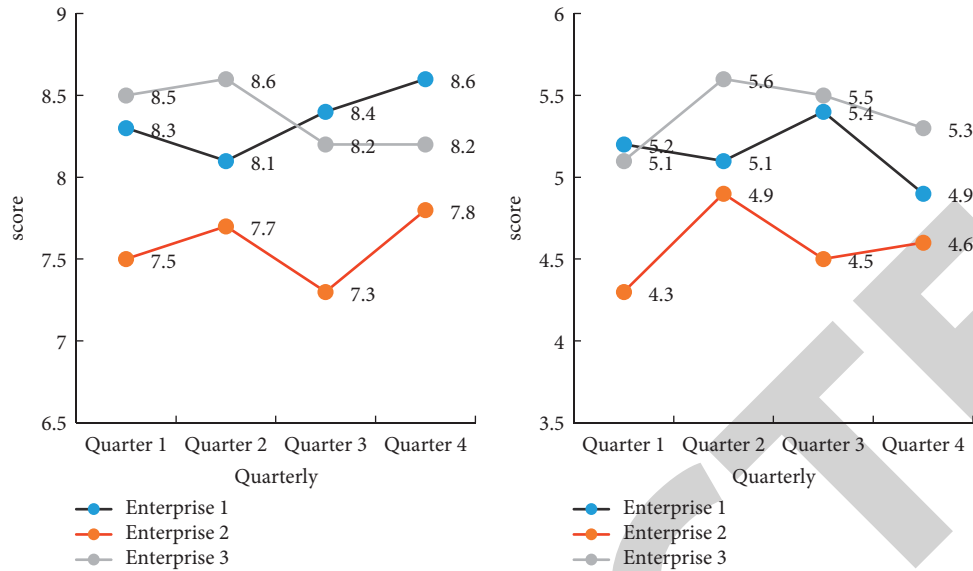 9
8.5
8
7.5
7
6.5
score
8.5
8.6
8.3
8.4
8.6
8.1
8.2
8.2
7.5
7.7
7.3
7.8
Quarter 1 Quarter 2 Quarter 3 Quarter 4
Quarterly
Enterprise 1
Enterprise 2
Enterprise 3
6
5.5
5
4.5
4
3.5
score
5.6
5.5
5.4
5.3
5.2
5.1
5.1
4.9
4.9
4.3
4.5
4.6
Quarter 1 Quarter 2 Quarter 3 Quarter 4
Quarterly
Enterprise 1
Enterprise 2
Enterprise 3
CTE